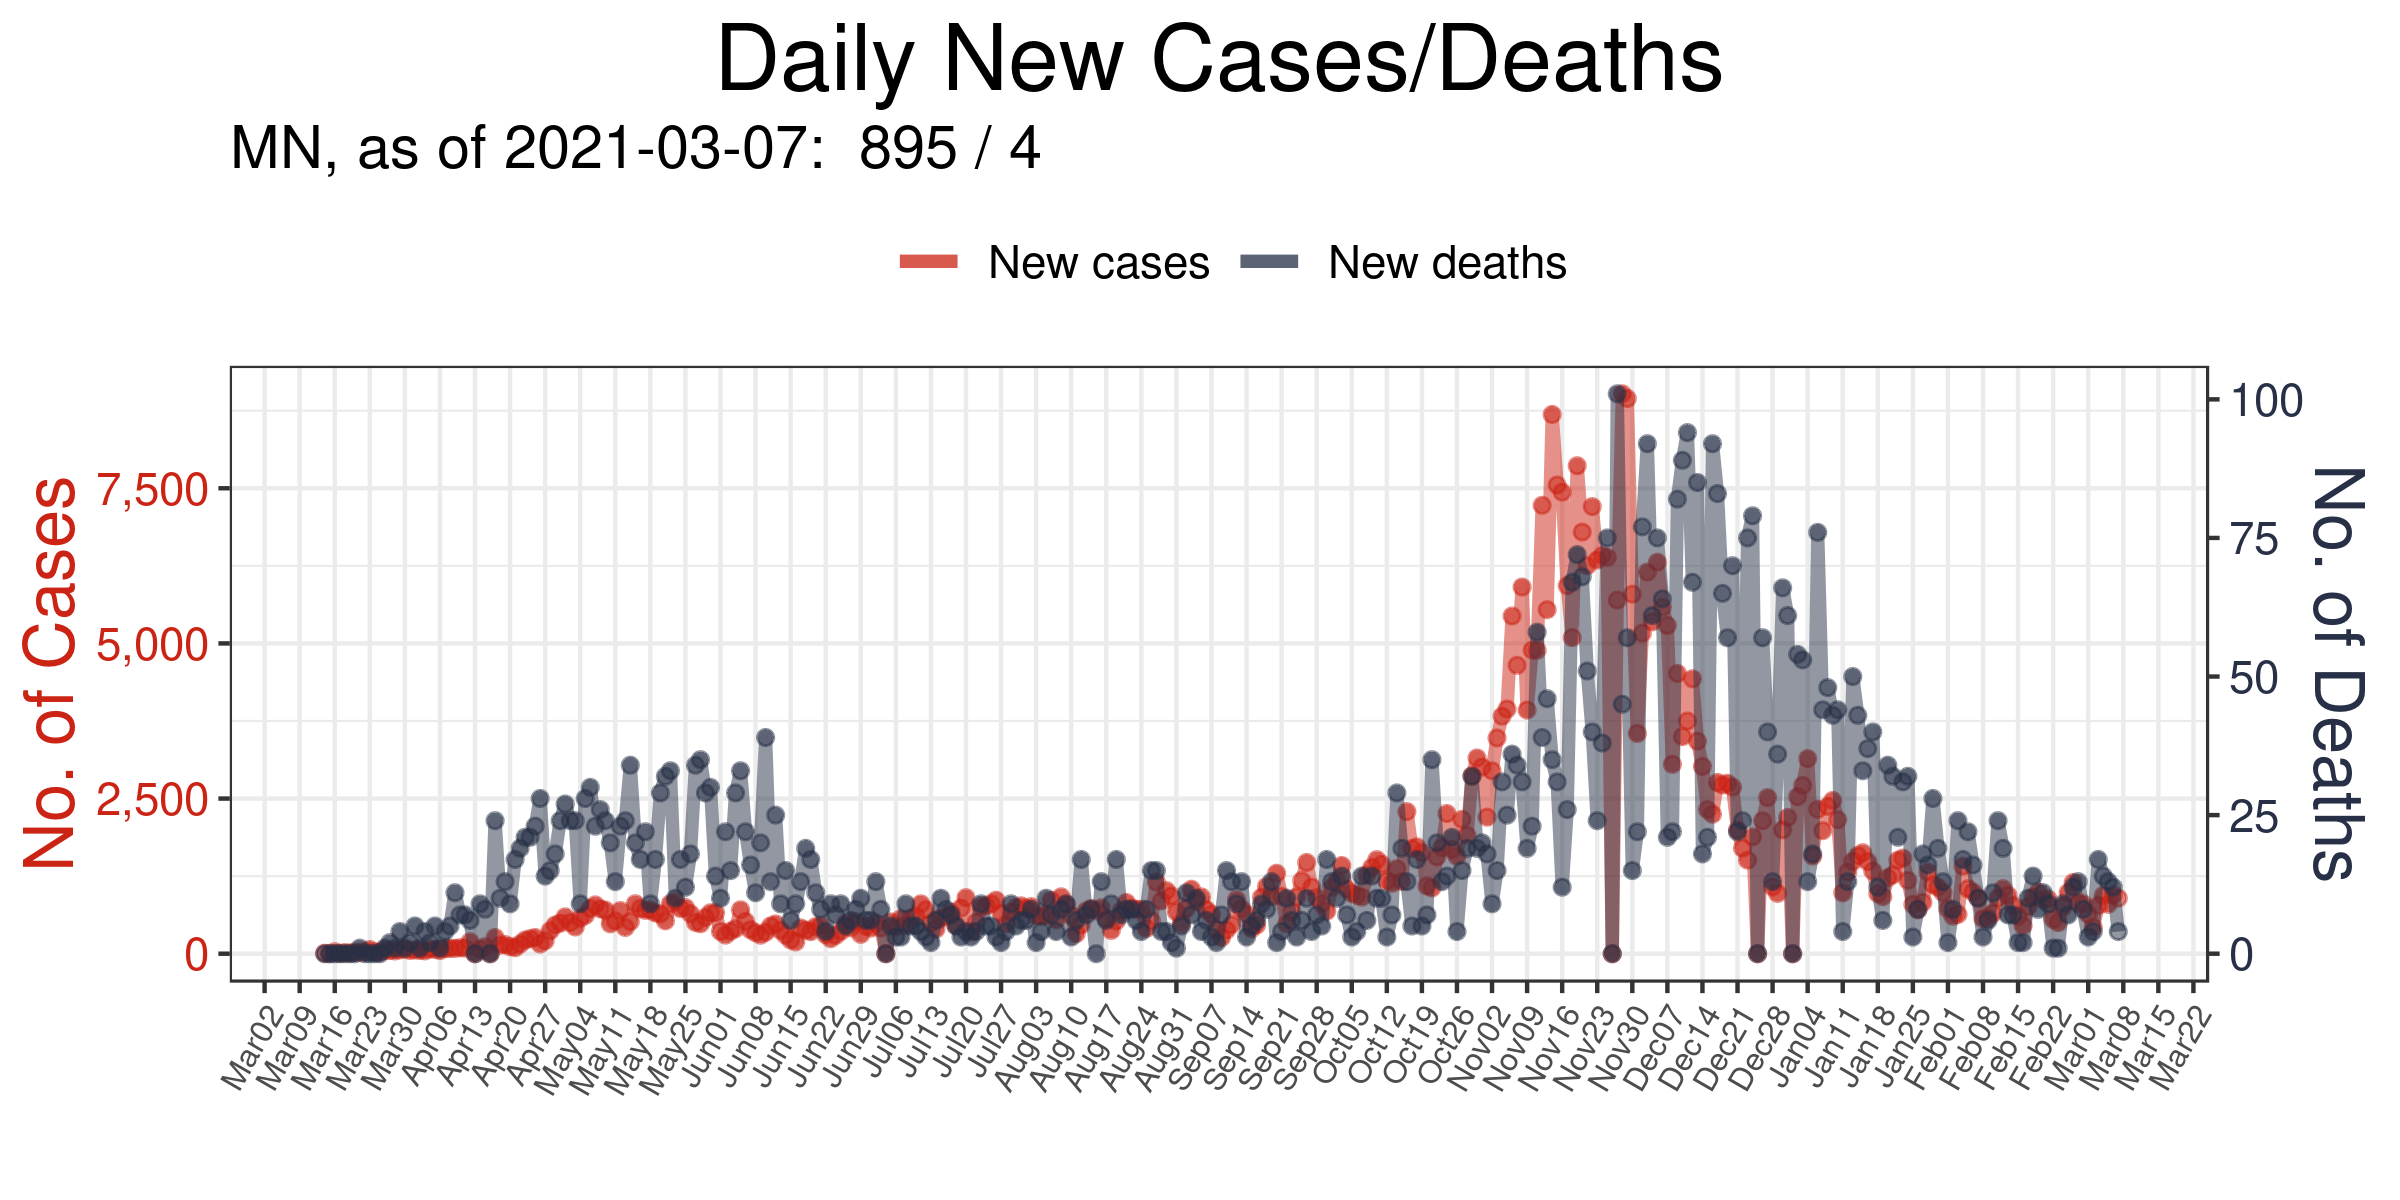 Daily New Cases/Deaths
MN, as of 2021-03-07:  895 / 4
New cases
New deaths
No. of Cases
7,500
5,000
2,500
0
100
75
50
25
0
No. of Deaths
Mar02
Mar09
Mar16
Mar23
Mar30
Apr06
Apr13
Apr20
Apr27
May04
May11
May18
May25
Jun01
Jun08
Jun15
Jun22
Jun29
Jul06
Jul13
Jul20
Jul27
Aug03
Aug10
Aug17
Aug24
Aug31
Sep07
Sep14
Sep21
Sep28
Oct05
Oct12
Oct19
Oct26
Nov02
Nov09
Nov16
Nov23
Nov30
Dec07
Dec14
Dec21
Dec28
Jan04
Jan11
Jan18
Jan25
Feb01
Feb08
Feb15
Feb22
Mar01
Mar08
Mar15
Mar22